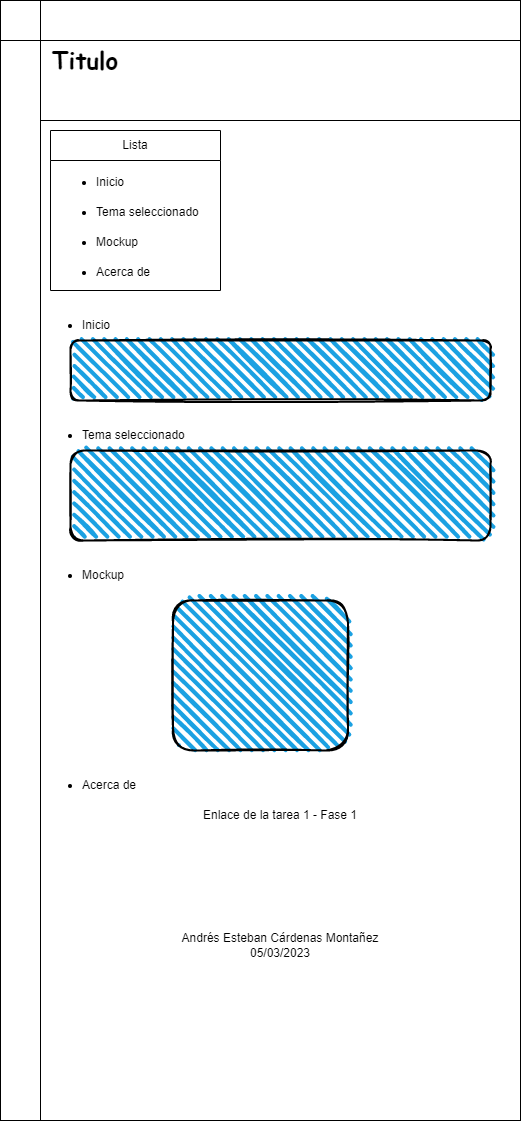 Titulo
Lista
Inicio
Tema seleccionado
Mockup
Acerca de
Inicio
Tema seleccionado
Mockup
Acerca de
Enlace de la tarea 1 - Fase 1
Andrés Esteban Cárdenas Montañez
05/03/2023